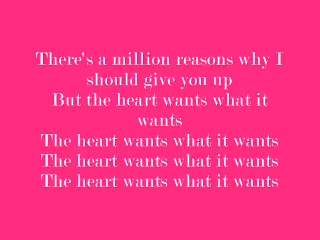 There's a million reasons why I
should give you up
But the heart wants what it
wants
The heart wants what it wants
The heart wants what it wants
The heart wants what it wants